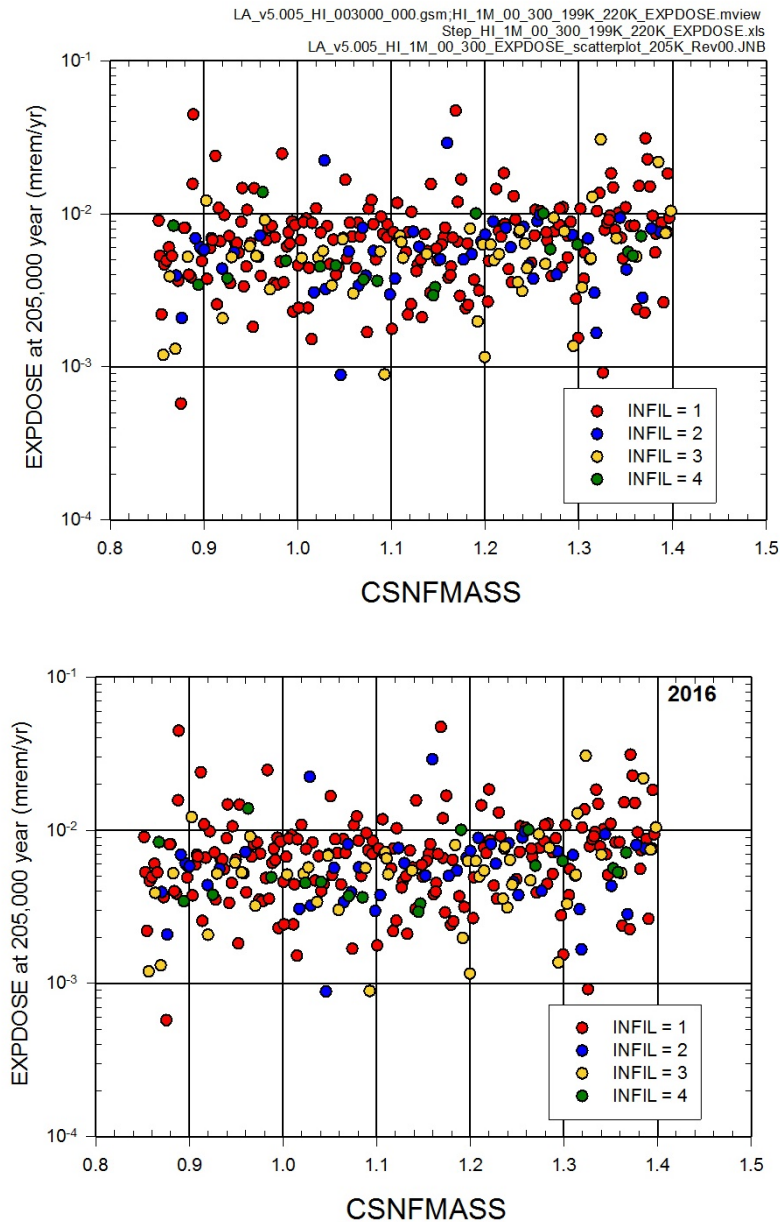 LA_v5.005_HI_003000_000.gsm;HI_1M_00_300_199K_220K_EXPDOSE.mview
Step_HI_1M_00_300_199K_220K_EXPDOSE.xls
LA_v5.005_HI_1M_00_300_EXPDOSE_scatterplot_205K_Rev00.JNB
10-1
10-2
10-3
10-4
EXPDOSE at 205,000 year (mrem/yr)
INFIL = 1
INFIL = 2
INFIL = 3
INFIL = 4
0.8 0.9 1.0 1.1 1.2 1.3 1.4 1.5
CSNFMASS
2016
10-1
10-2
10-3
10-4
EXPDOSE at 205,000 year (mrem/yr)
INFIL = 1
INFIL = 2
INFIL = 3
INFIL = 4
0.8 0.9 1.0 1.1 1.2 1.3 1.4 1.5
CSNFMASS